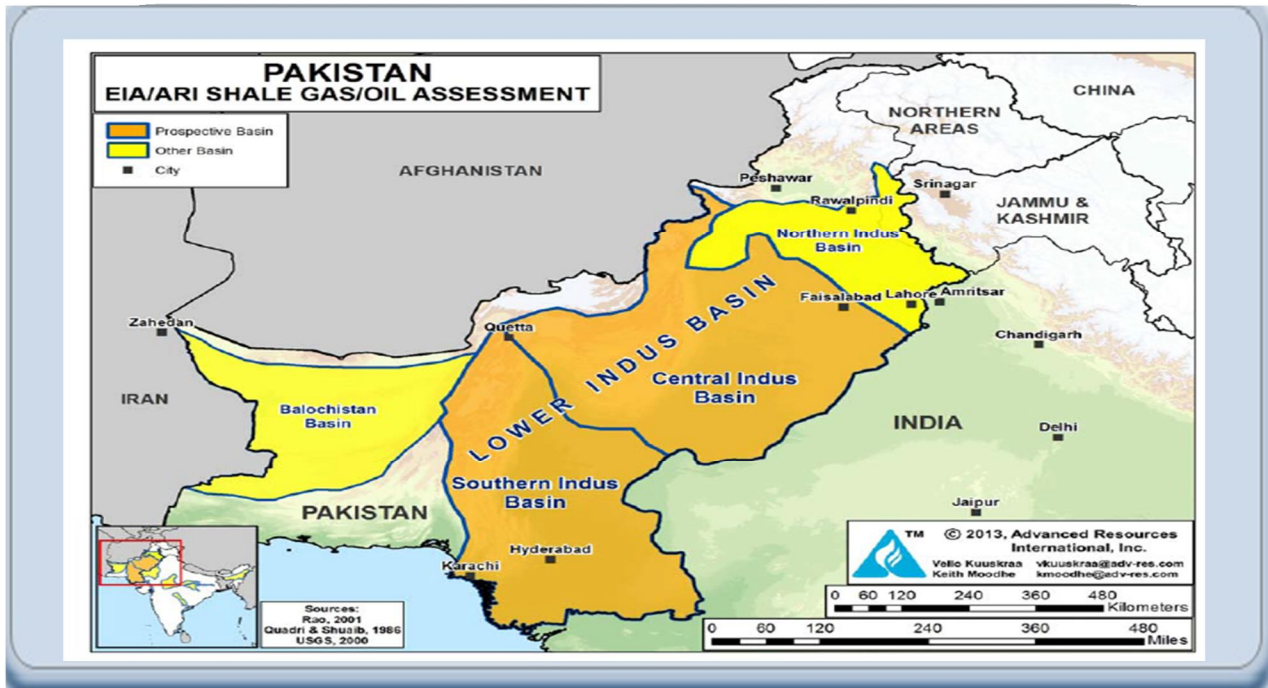 PAKISTAN
EIA/ARI SHALE GAS/OIL ASSESSMENT
Prospective Basin
Other Basin
City
CHINA
NORTHERN
AREAS
AFGHANISTAN
Peshawar
Srinagar
Rawalpindi
JAMMU &
KASHMIR
Northern Indus
Basin
Zahedan
Quetta
Faisalabad
Lahore
Amritsar
Chandigarh
LOWER INDUS BASIN
Central Indus
Basin
IRAN
Balochistan
Basin
INDIA
Delhi
Southern Indus
Basin
PAKISTAN
Jaipur
Hyderabad
Karachi
TM
© 2013, Advanced Resources
International, Inc.
Vello Kuuskraa vkuuskraa@adv-res.com
Keith Moodhe kmoodhe@adv-res.com
Sources:
Rao, 2001
Quadri & Shuaib, 1986
USGS, 2000
0 60 120 240 360 480
Kilometers
0 60 120 240 360 480
Miles